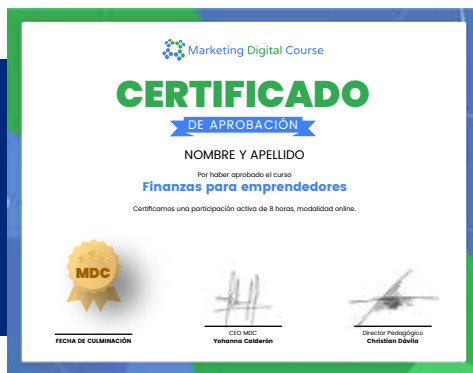 Marketing Digital Course
CERTIFICADO
DE APROBACIÓN
NOMBRE Y APELLIDO
Por haber aprobado el curso
Finanzas para emprendedores
Certificamos una participación activa de 8 horas, modalidad online.
MDC
FECHA DE CULMINACIÓN
CEO MDC
Yohanna Calderón
Director Pedagógico
Christian Dávila